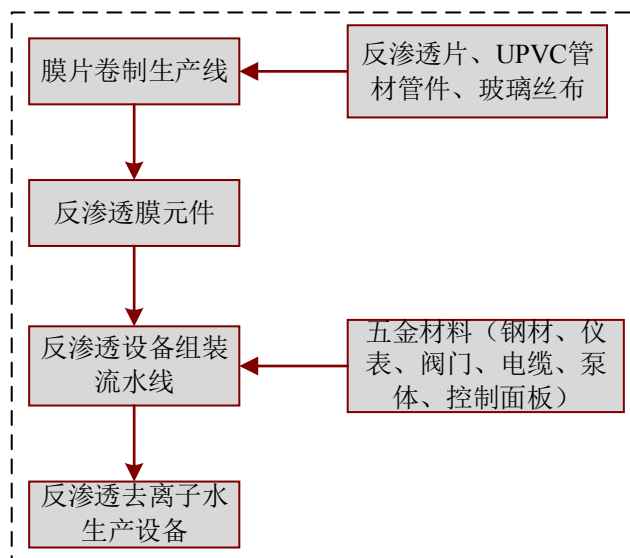 膜片卷制生产线
反渗透片、UPVC管
材管件、玻璃丝布
反渗透膜元件
反渗透设备组装
流水线
五金材料（钢材、仪
表、阀门、电缆、泵
体、控制面板）
反渗透去离子水
生产设备